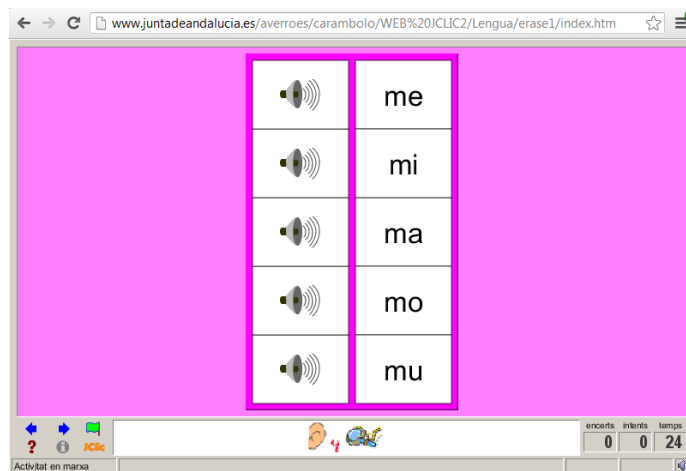 www.juntadeandalucia.es/averroes/carambolo/WEB%20JCLIC2/Lengua/erase1/index.htm
me
mi
ma
mo
mu
y
? i JClic
encerts intents temps
0 0 24
Activitat en marxa